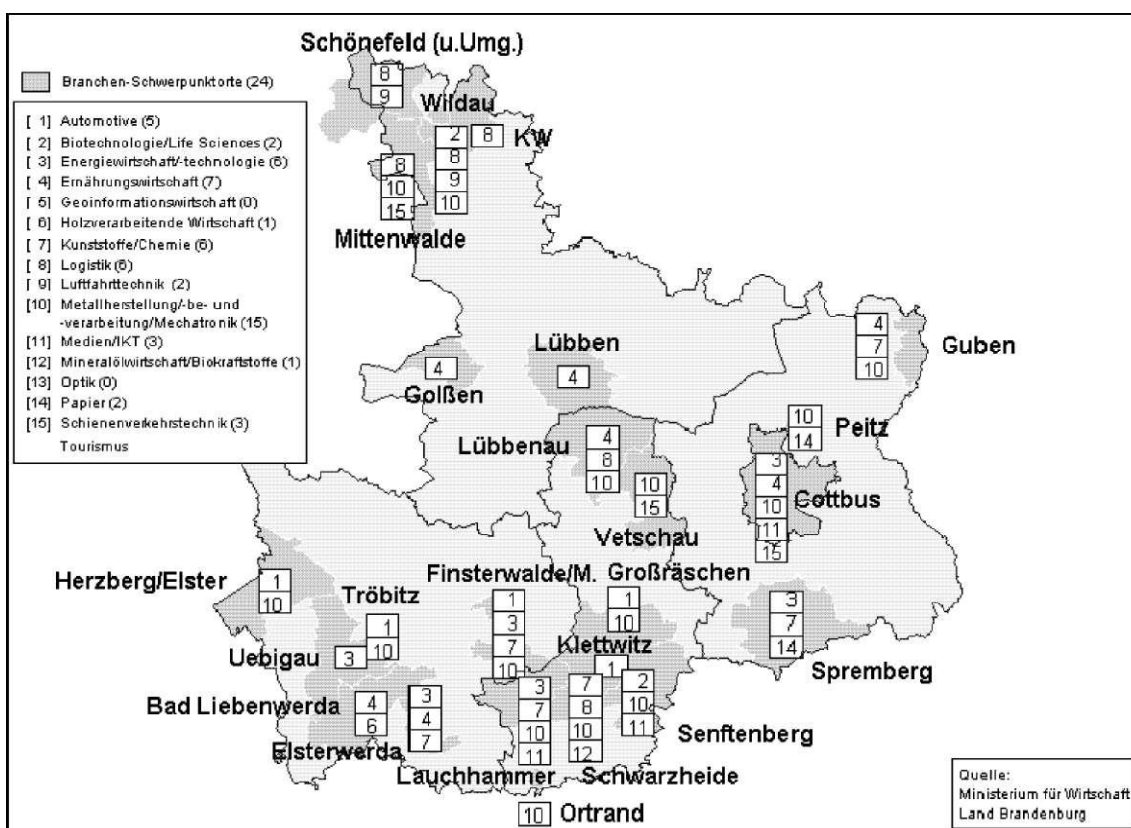 Schönefeld (u.Umg.)
Branchen-Schwerpunktorte (24)
[ 1] Automotive (5)
[ 2] Biotechnologie/Life Sciences (2)
[ 3] Energiewirtschaft/-technologie (6)
[ 4] Ernährungswirtschaft (7)
[ 5] Geoinformationswirtschaft (0)
[ 6] Holzverarbeitende Wirtschaft (1)
[ 7] Kunststoffe/Chemie (6)
[ 8] Logistik (6)
[ 9] Luftfahrttechnik (2)
[10] Metallherstellung/-be- und
-verarbeitung/Mechatronik (15)
[11] Medien/IKT (3)
[12] Mineralölwirtschaft/Biokraftstoffe (1)
[13] Optik (0)
[14] Papier (2)
[15] Schienenverkehrstechnik (3)
Tourismus
8
9
Wildau
2
8
9
10
8
KW
8
10
15
Mittenwalde
4
Golßen
Lübben
4
4
7
10
Guben
Lübbenau
4
8
10
10
15
Vetschau
10
14
Peitz
3
4
10
11
15
Cottbus
Herzberg/Elster
1
10
Tröbitz
1
10
Uebigau
3
Finsterwalde/M.
1
3
7
10
Großräschen
1
10
Klettwitz
1
3
7
14
Spremberg
Bad Liebenwerda
4
6
Elsterwerda
3
4
7
3
7
10
11
Lauchhammer
7
8
10
12
Schwarzheide
2
10
11
Senftenberg
10
Ortrand
Quelle:
Ministerium für Wirtschaft
Land Brandenburg